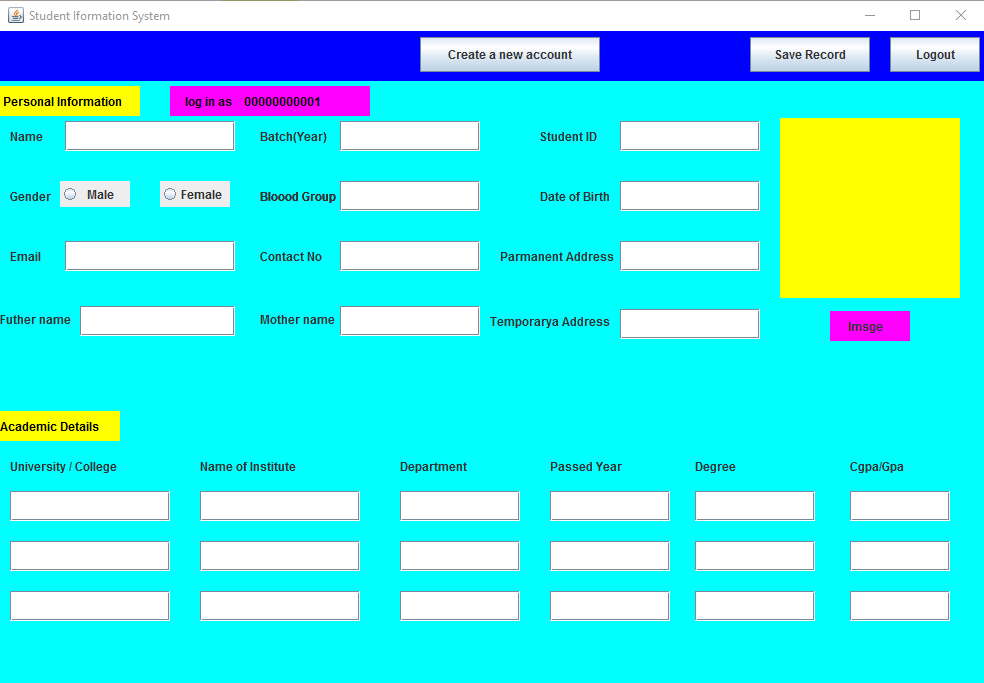 Student Iformation System
Create a new account Save Record Logout
Personal Information log in as 00000000001
Name Batch(Year) Student ID
Gender Male Female Bloood Group Date of Birth
Email Contact No Parmanent Address
Futher name Mother name Temporarya Address
Imsge
Academic Details
University / College Name of Institute Department Passed Year Degree Cgpa/Gpa